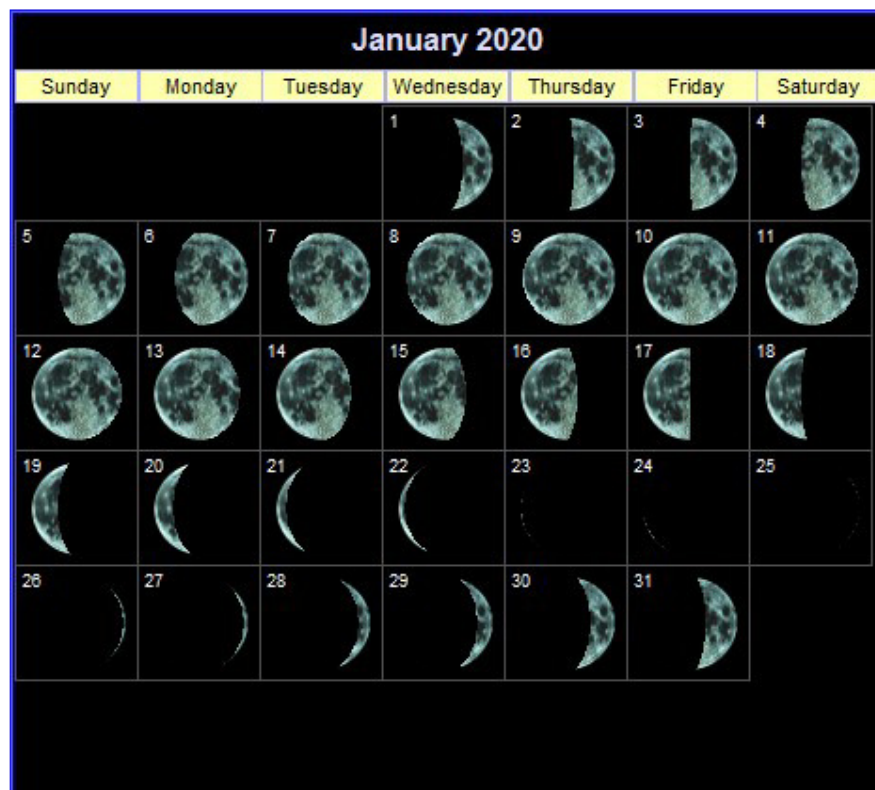 January 2020
Sunday Monday Tuesday Wednesday Thursday Friday Saturday
1 2 3 4
5 6 7 8 9 10 11
12 13 14 15 16 17 18
19 20 21 22 23 24 25
26 27 28 29 30 31